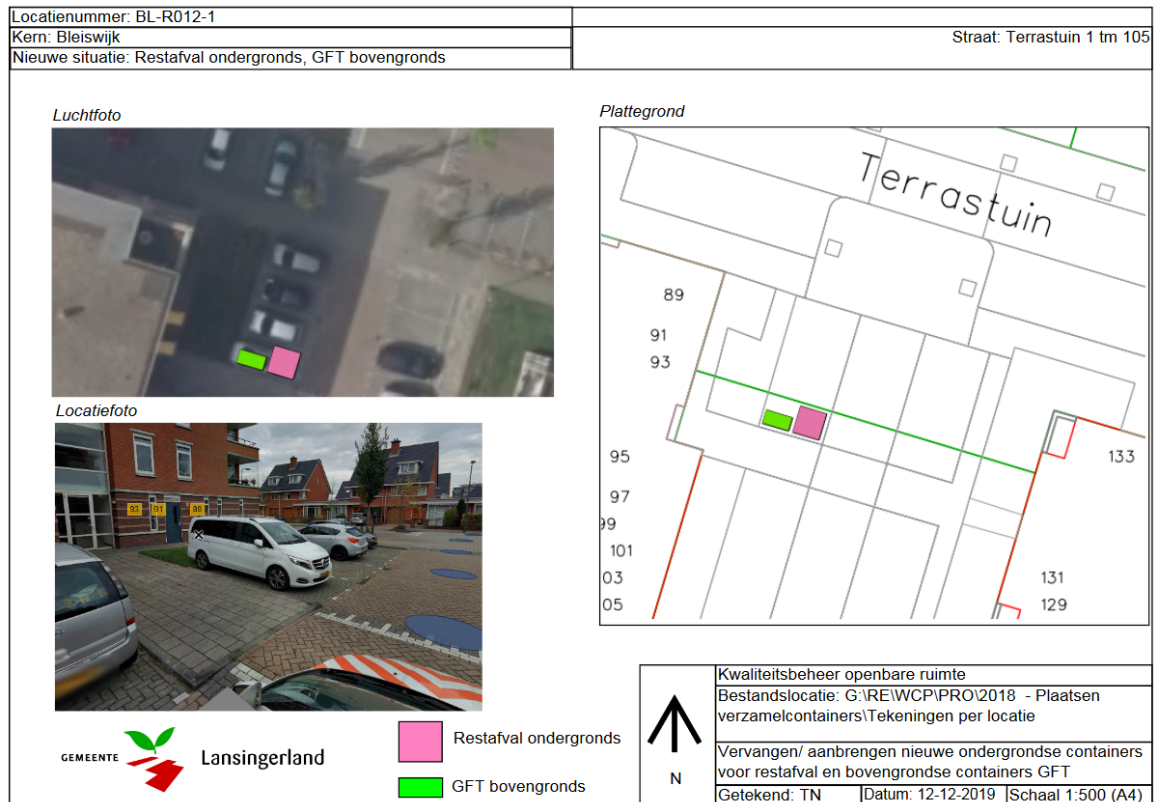 Locatienummer: BL-R012-1
Kern: Bleiswijk
Straat: Terrastuin 1 tm 105
Nieuwe situatie: Restafval ondergronds, GFT bovengronds
Luchtfoto
Plattegrond
Terrastuin
89
91
93
95
97
99
101
03
05
133
131
129
Locatiefoto
93 91 89
GEMEENTE Lansingerland
Restafval ondergronds
GFT bovengronds
N
Kwaliteitsbeheer openbare ruimte
Bestandslocatie: G:\RE\WCP\PRO\2018 - Plaatsen
verzamelcontainers\Tekeningen per locatie
Vervangen/ aanbrengen nieuwe ondergrondse containers
voor restafval en bovengrondse containers GFT
Getekend: TN Datum: 12-12-2019 Schaal 1:500 (A4)